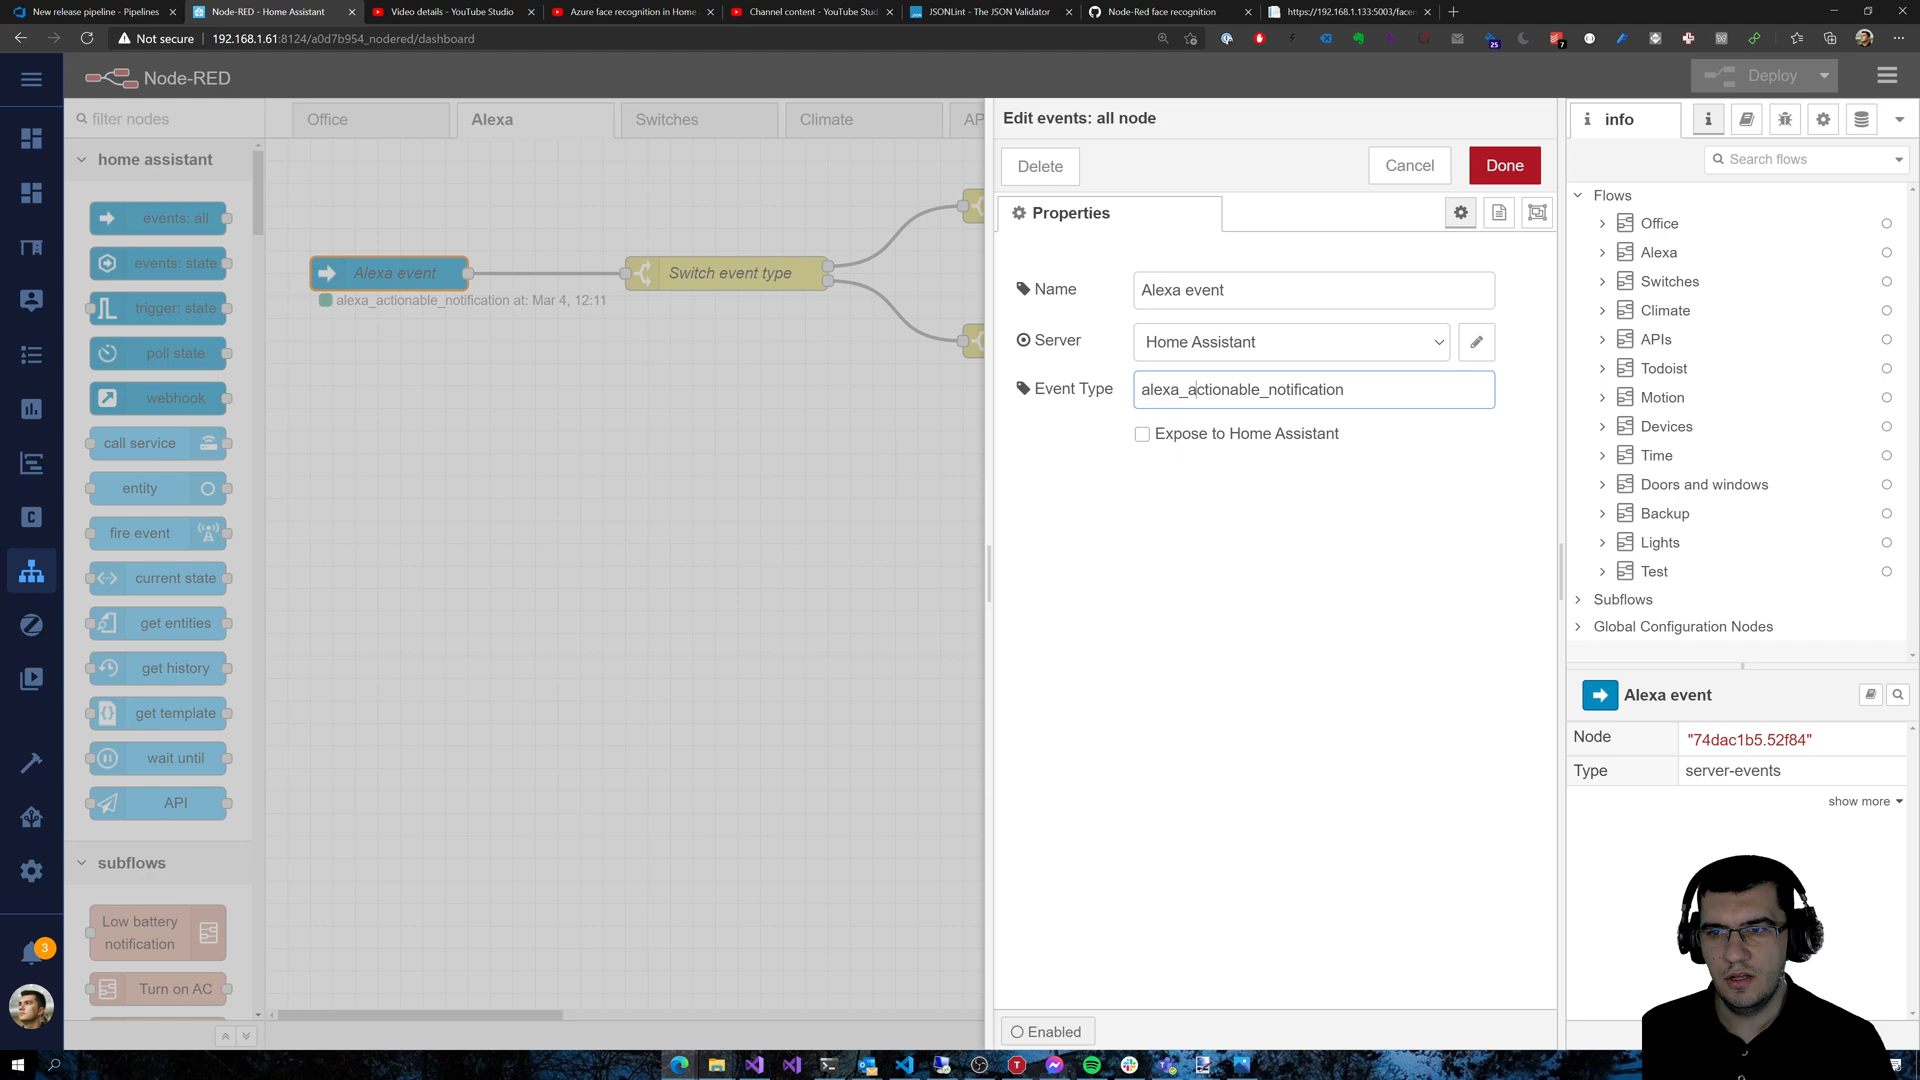 New release pipeline - Pipelines
Node-RED - Home Assistant
Video details - YouTube Studio
Azure face recognition in Home
Channel content - YouTube Stud
JSONLint - The JSON Validator
Node-Red face recognition
https://192.168.1.133:5003/facer
Not secure
192.168.1.61:8124/a0d7b954_nodered/dashboard
25
7
Node-RED
Deploy
filter nodes
Office
Alexa
Switches
Climate
AP
home assistant
events: all
events: state
trigger: state
poll state
webhook
call service
entity
fire event
current state
get entities
get history
get template
wait until
API
subflows
Low battery
notification
Turn on AC
3
Alexa event
Switch event type
alexa_actionable_notification at: Mar 4, 12:11
Edit events: all node
Delete
Cancel
Done
Properties
Name
Alexa event
Server
Home Assistant
Event Type
alexa_actionable_notification
Expose to Home Assistant
Enabled
info
Search flows
Flows
Office
Alexa
Switches
Climate
APIs
Todoist
Motion
Devices
Time
Doors and windows
Backup
Lights
Test
Subflows
Global Configuration Nodes
Alexa event
Node
"74dac1b5.52f84"
Type
server-events
show more